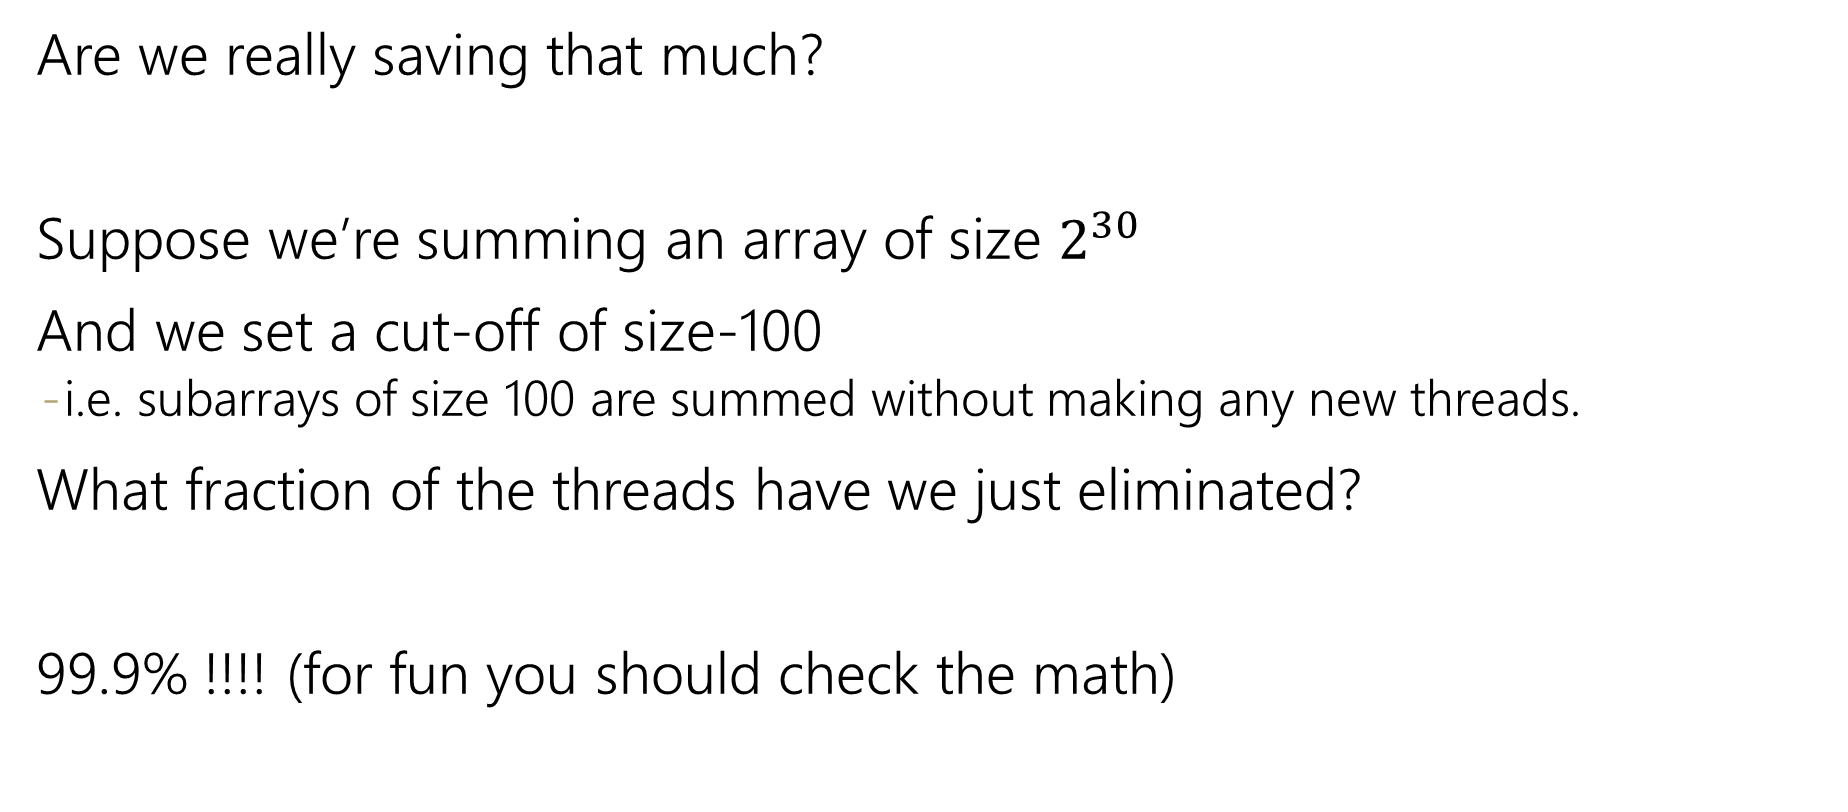 Are we really saving that much?
Suppose we’re summing an array of size 2³⁰
And we set a cut-off of size-100
-i.e. subarrays of size 100 are summed without making any new threads.
What fraction of the threads have we just eliminated?
99.9% !!!! (for fun you should check the math)